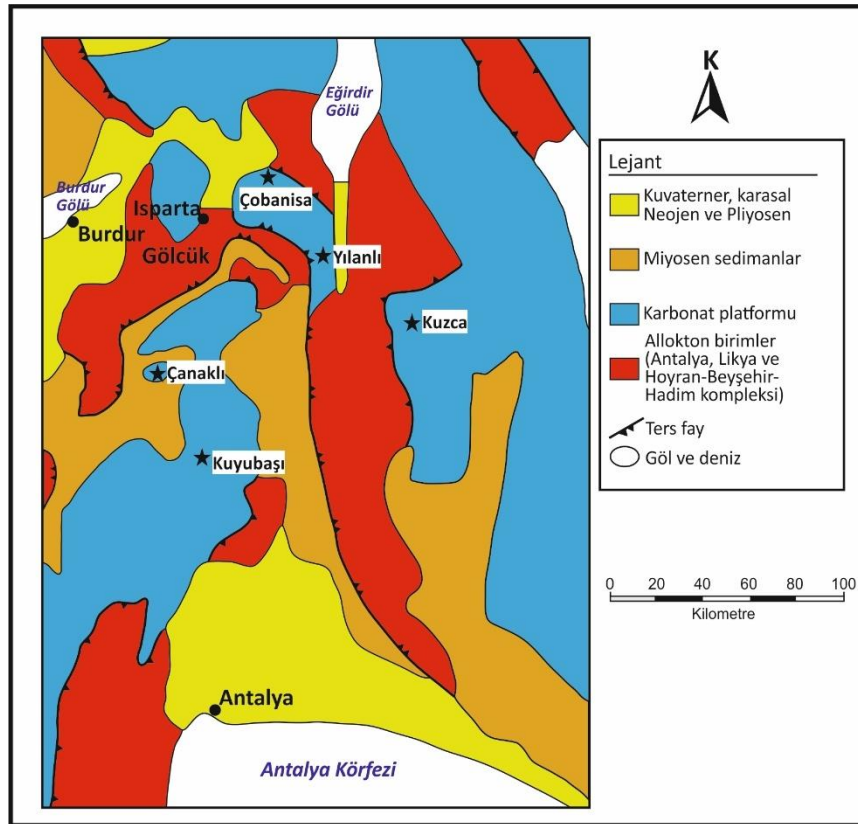 K
Eğirdir
Gölü
Burdur
Gölü
Burdur
Isparta
Gölcük
Çobanisa
Yılanlı
Kuzca
Çanaklı
Kuyubaşı
Antalya
Antalya Körfezi
Lejant
Kuvaterner, karasal
Neojen ve Pliyosen
Miyosen sedimanlar
Karbonat platformu
Allokton birimler
(Antalya, Likya ve
Hoyran-Beyşehir-
Hadim kompleksi)
Ters fay
Göl ve deniz
0 20 40 60 80 100
Kilometre